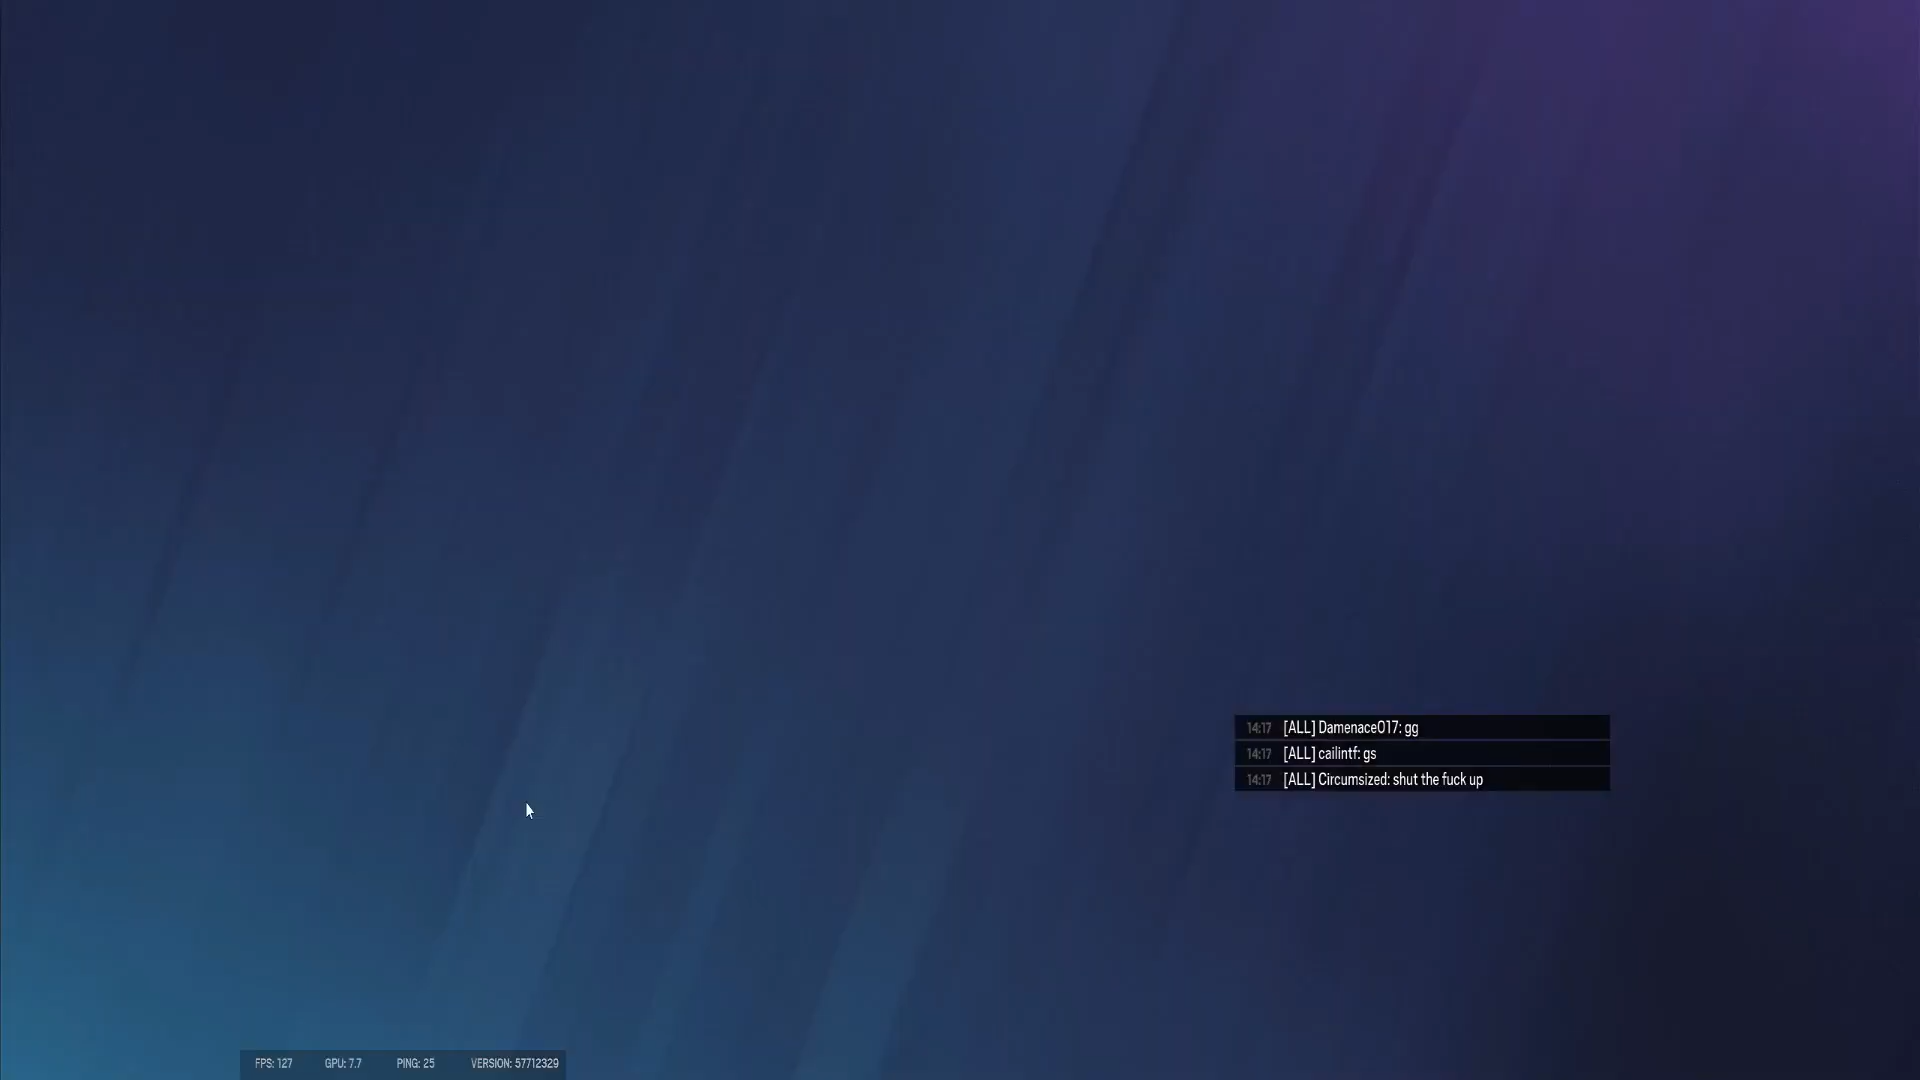 14:17 [ALL] Damenace017: gg
14:17 [ALL] cailintf: gs
14:17 [ALL] Circumsized: shut the fuck up
FPS: 127 GPU: 7.7 PING: 25 VERSION: 57712329